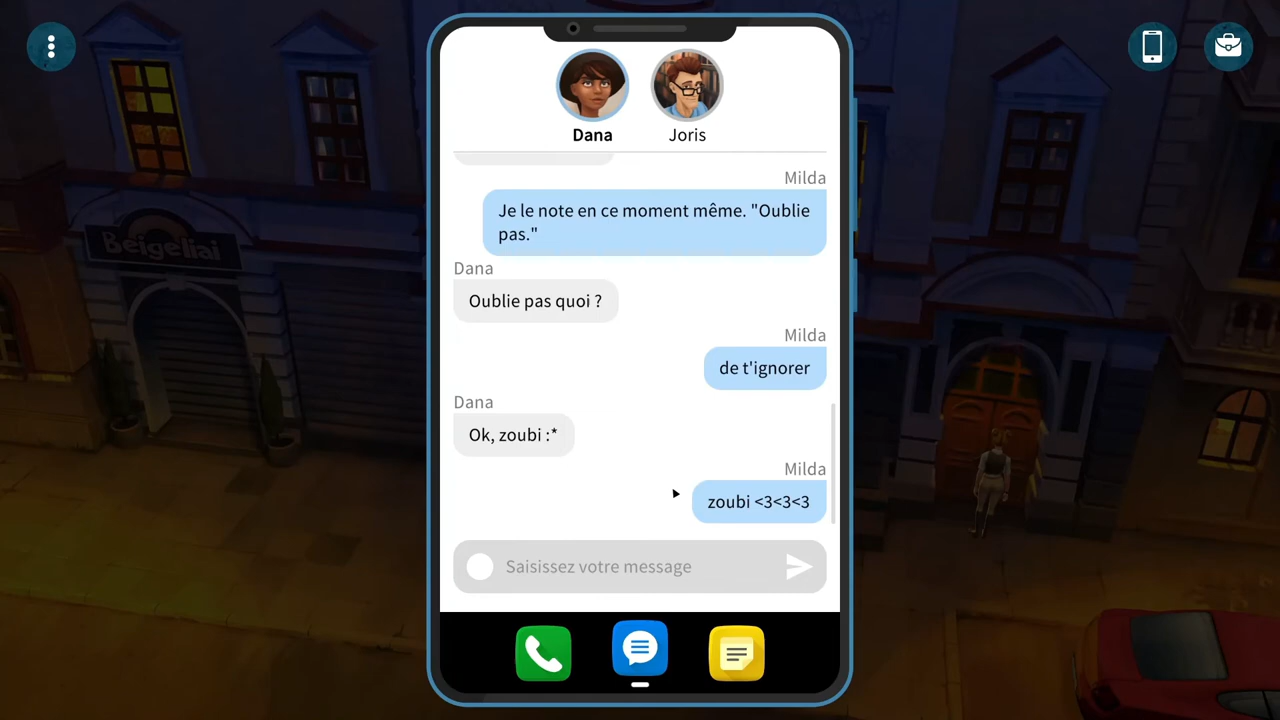 Dana
Joris
Milda
Je le note en ce moment même. "Oublie
pas."
Dana
Oublie pas quoi ?
Milda
de t'ignorer
Dana
Ok, zoubi :*
Milda
zoubi <3<3<3
Saisissez votre message
Beigeliai